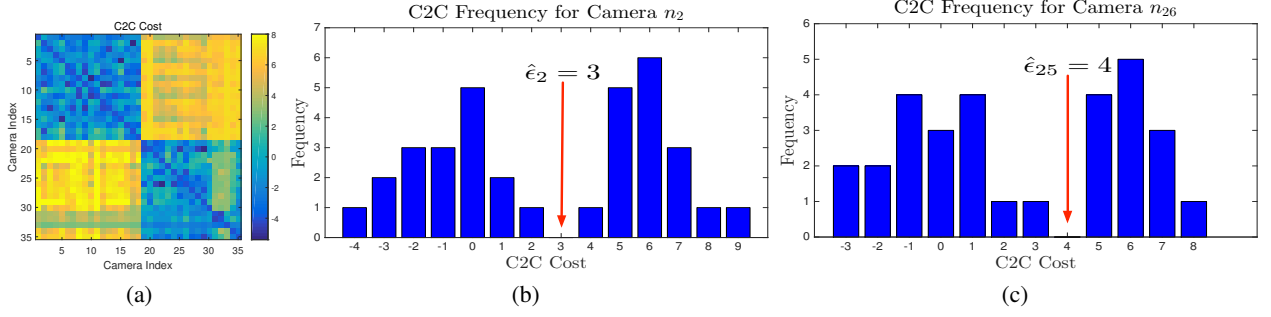 C2C Cost
5
10
15
20
25
30
35
5 10 15 20 25 30 35
Camera Index
Camera Index
8
6
4
2
0
-2
-4
(a)
C2C Frequency for Camera n₂
7
6
5
4
3
2
1
0
Fequency
ε̂₂ = 3
-4 -3 -2 -1 0 1 2 3 4 5 6 7 8 9
C2C Cost
(b)
C2C Frequency for Camera n₂₆
6
5
4
3
2
1
0
Fequency
ε̂₂₅ = 4
-3 -2 -1 0 1 2 3 4 5 6 7 8
C2C Cost
(c)